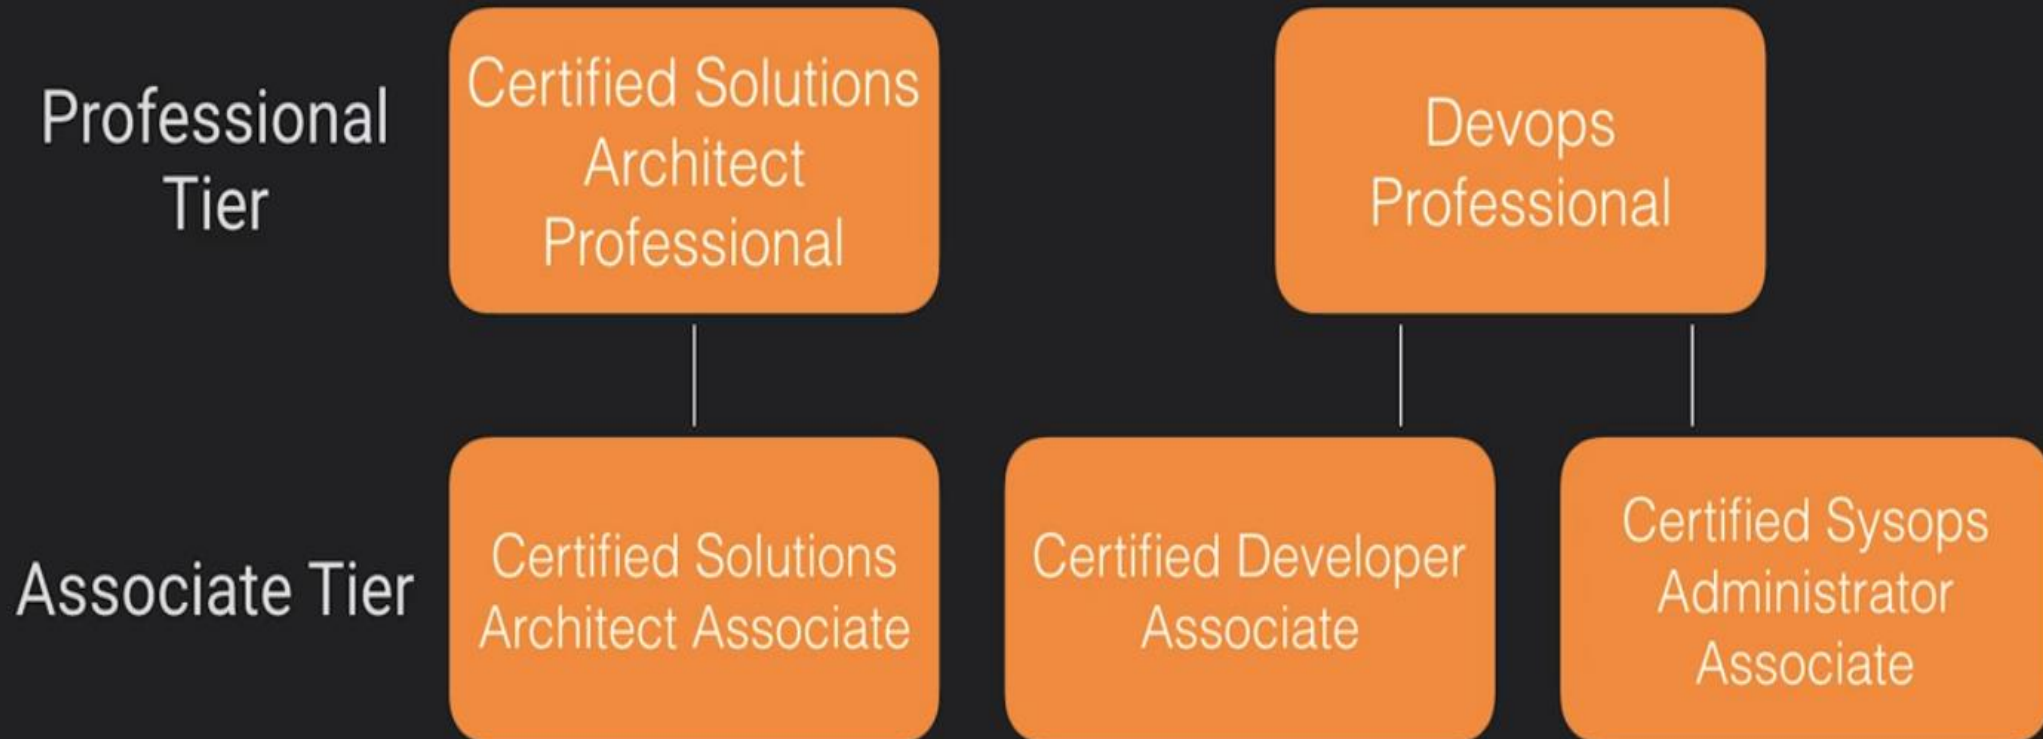 Professional
Tier
Certified Solutions
Architect
Professional
Devops
Professional
Associate Tier
Certified Solutions
Architect Associate
Certified Developer
Associate
Certified Sysops
Administrator
Associate